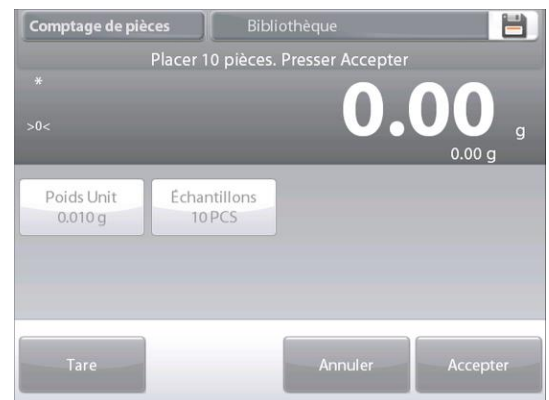 Comptage de pièces Bibliothèque
Placer 10 pièces. Presser Accepter
*
>0<
0.00 g
0.00 g
Poids Unit Échantillons
0.010 g 10 PCS
Tare Annuler Accepter